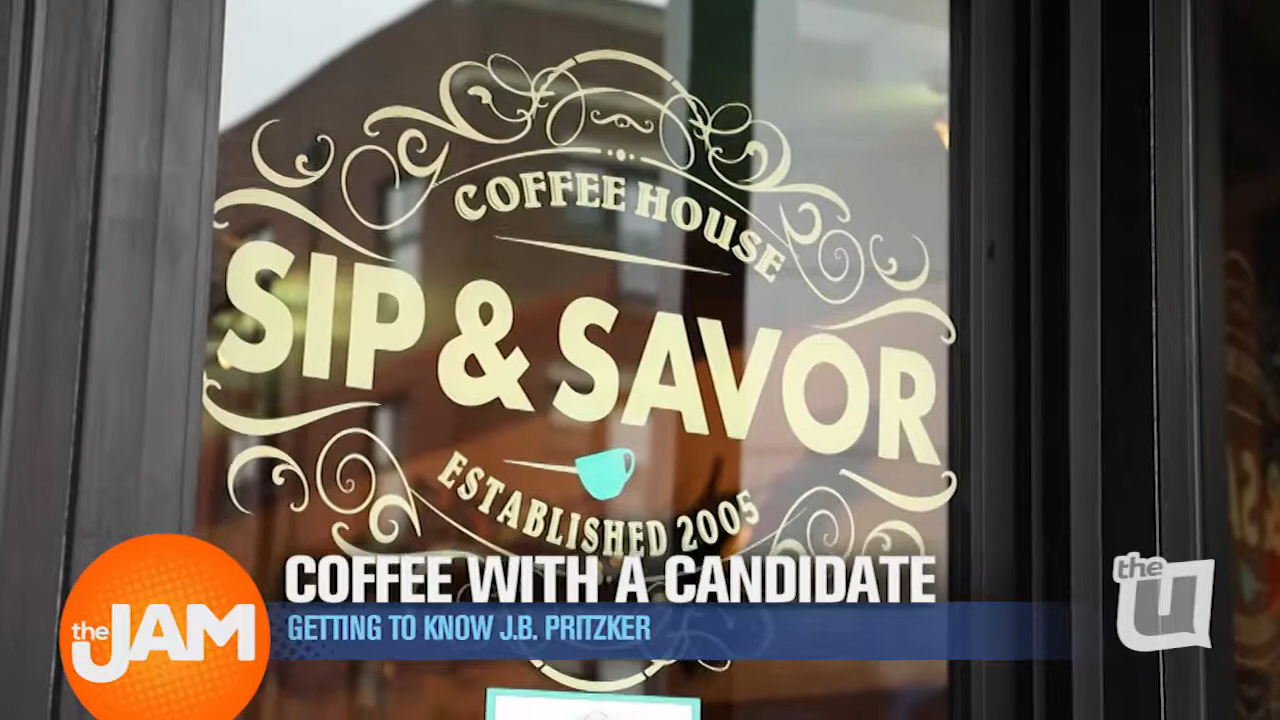 COFFEE HOUSE
SIP & SAVOR
ESTABLISHED 2005
COFFEE WITH A CANDIDATE
GETTING TO KNOW J.B. PRITZKER
the JAM
the U